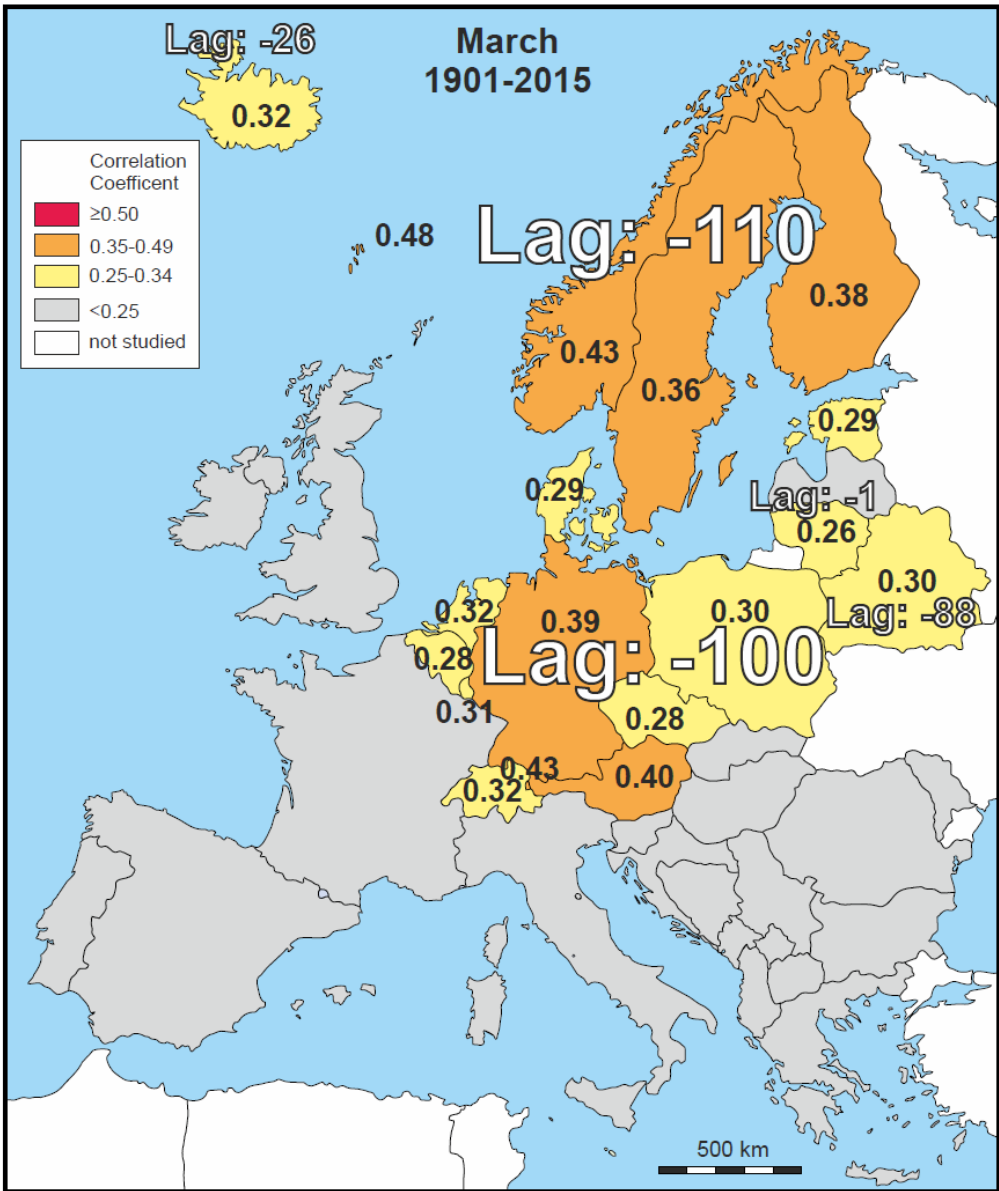 Lag: -26
March
1901-2015
0.32
Correlation
Coefficent
≥0.50
0.35-0.49
0.25-0.34
<0.25
not studied
0.48
Lag: -110
0.38
0.43
0.36
0.29
0.29
Lag: -1
0.26
0.30
0.32
0.39
0.30
Lag: -88
0.28
Lag: -100
0.31
0.28
0.43
0.32
0.40
500 km